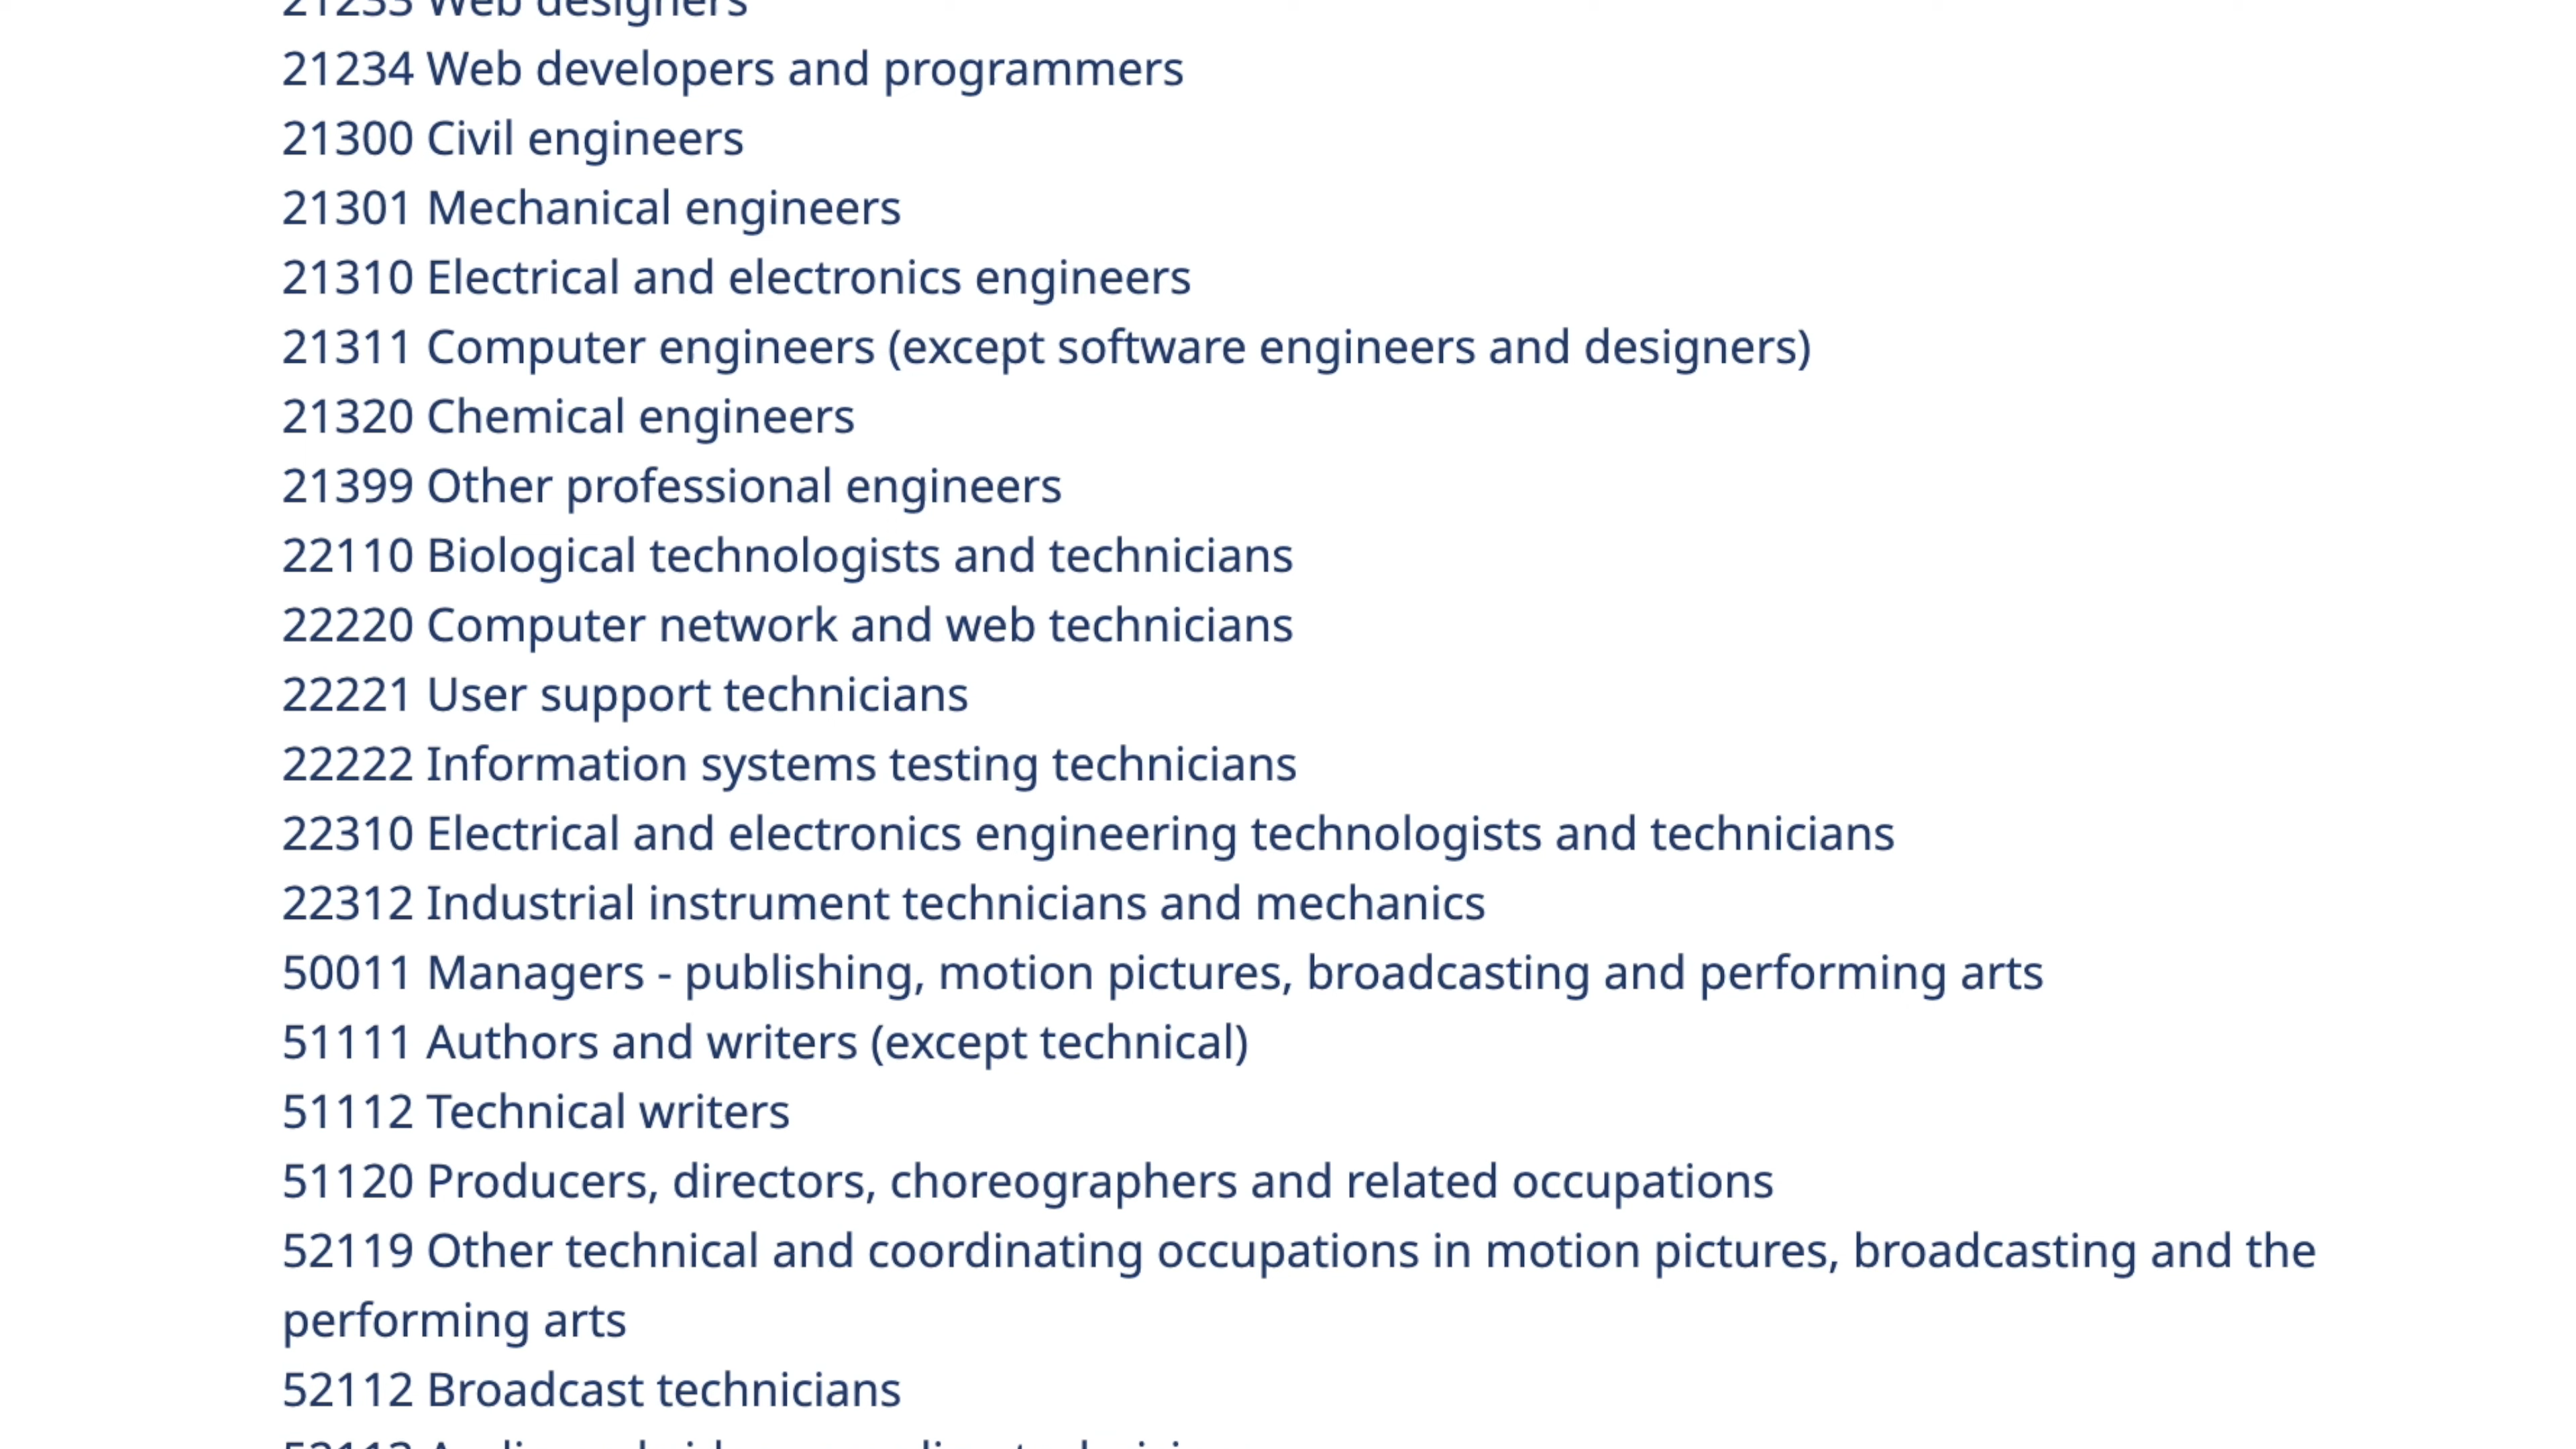 21233 Web designers
21234 Web developers and programmers
21300 Civil engineers
21301 Mechanical engineers
21310 Electrical and electronics engineers
21311 Computer engineers (except software engineers and designers)
21320 Chemical engineers
21399 Other professional engineers
22110 Biological technologists and technicians
22220 Computer network and web technicians
22221 User support technicians
22222 Information systems testing technicians
22310 Electrical and electronics engineering technologists and technicians
22312 Industrial instrument technicians and mechanics
50011 Managers - publishing, motion pictures, broadcasting and performing arts
51111 Authors and writers (except technical)
51112 Technical writers
51120 Producers, directors, choreographers and related occupations
52119 Other technical and coordinating occupations in motion pictures, broadcasting and the
performing arts
52112 Broadcast technicians